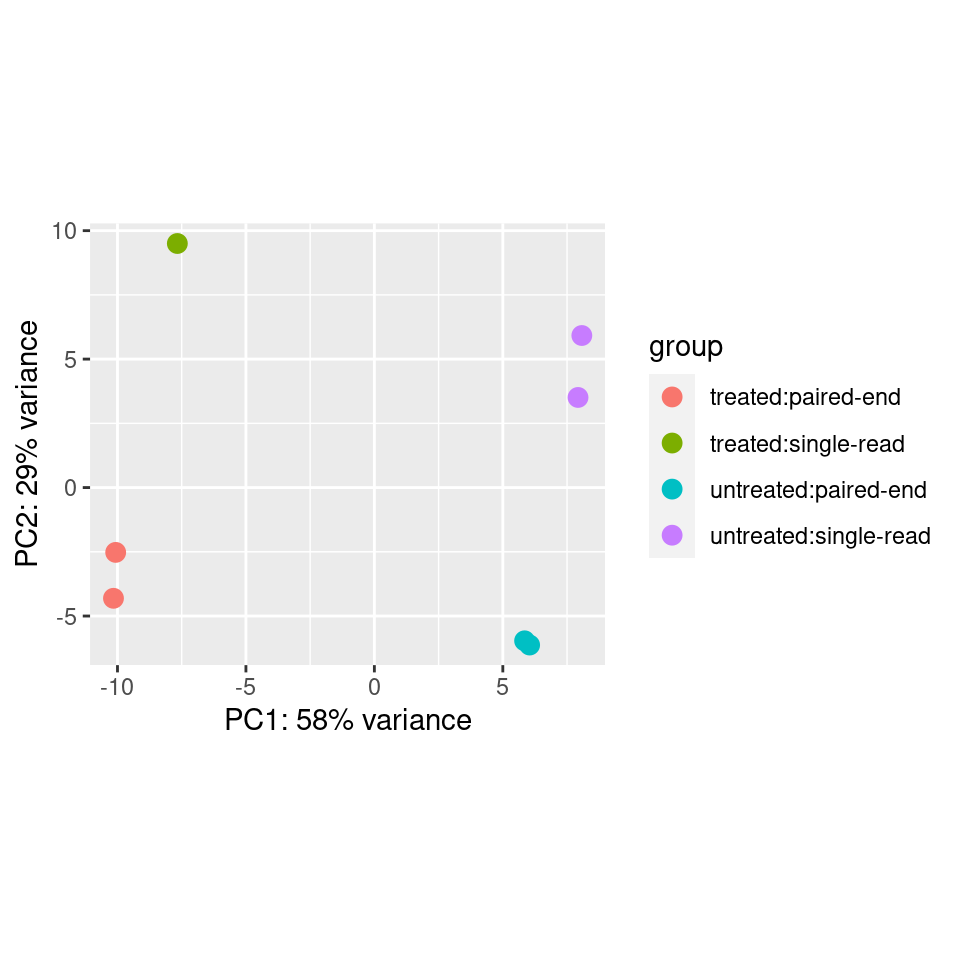 10
5
0
-5
-10
-5
0
5
PC1: 58% variance
PC2: 29% variance
group
treated:paired-end
treated:single-read
untreated:paired-end
untreated:single-read